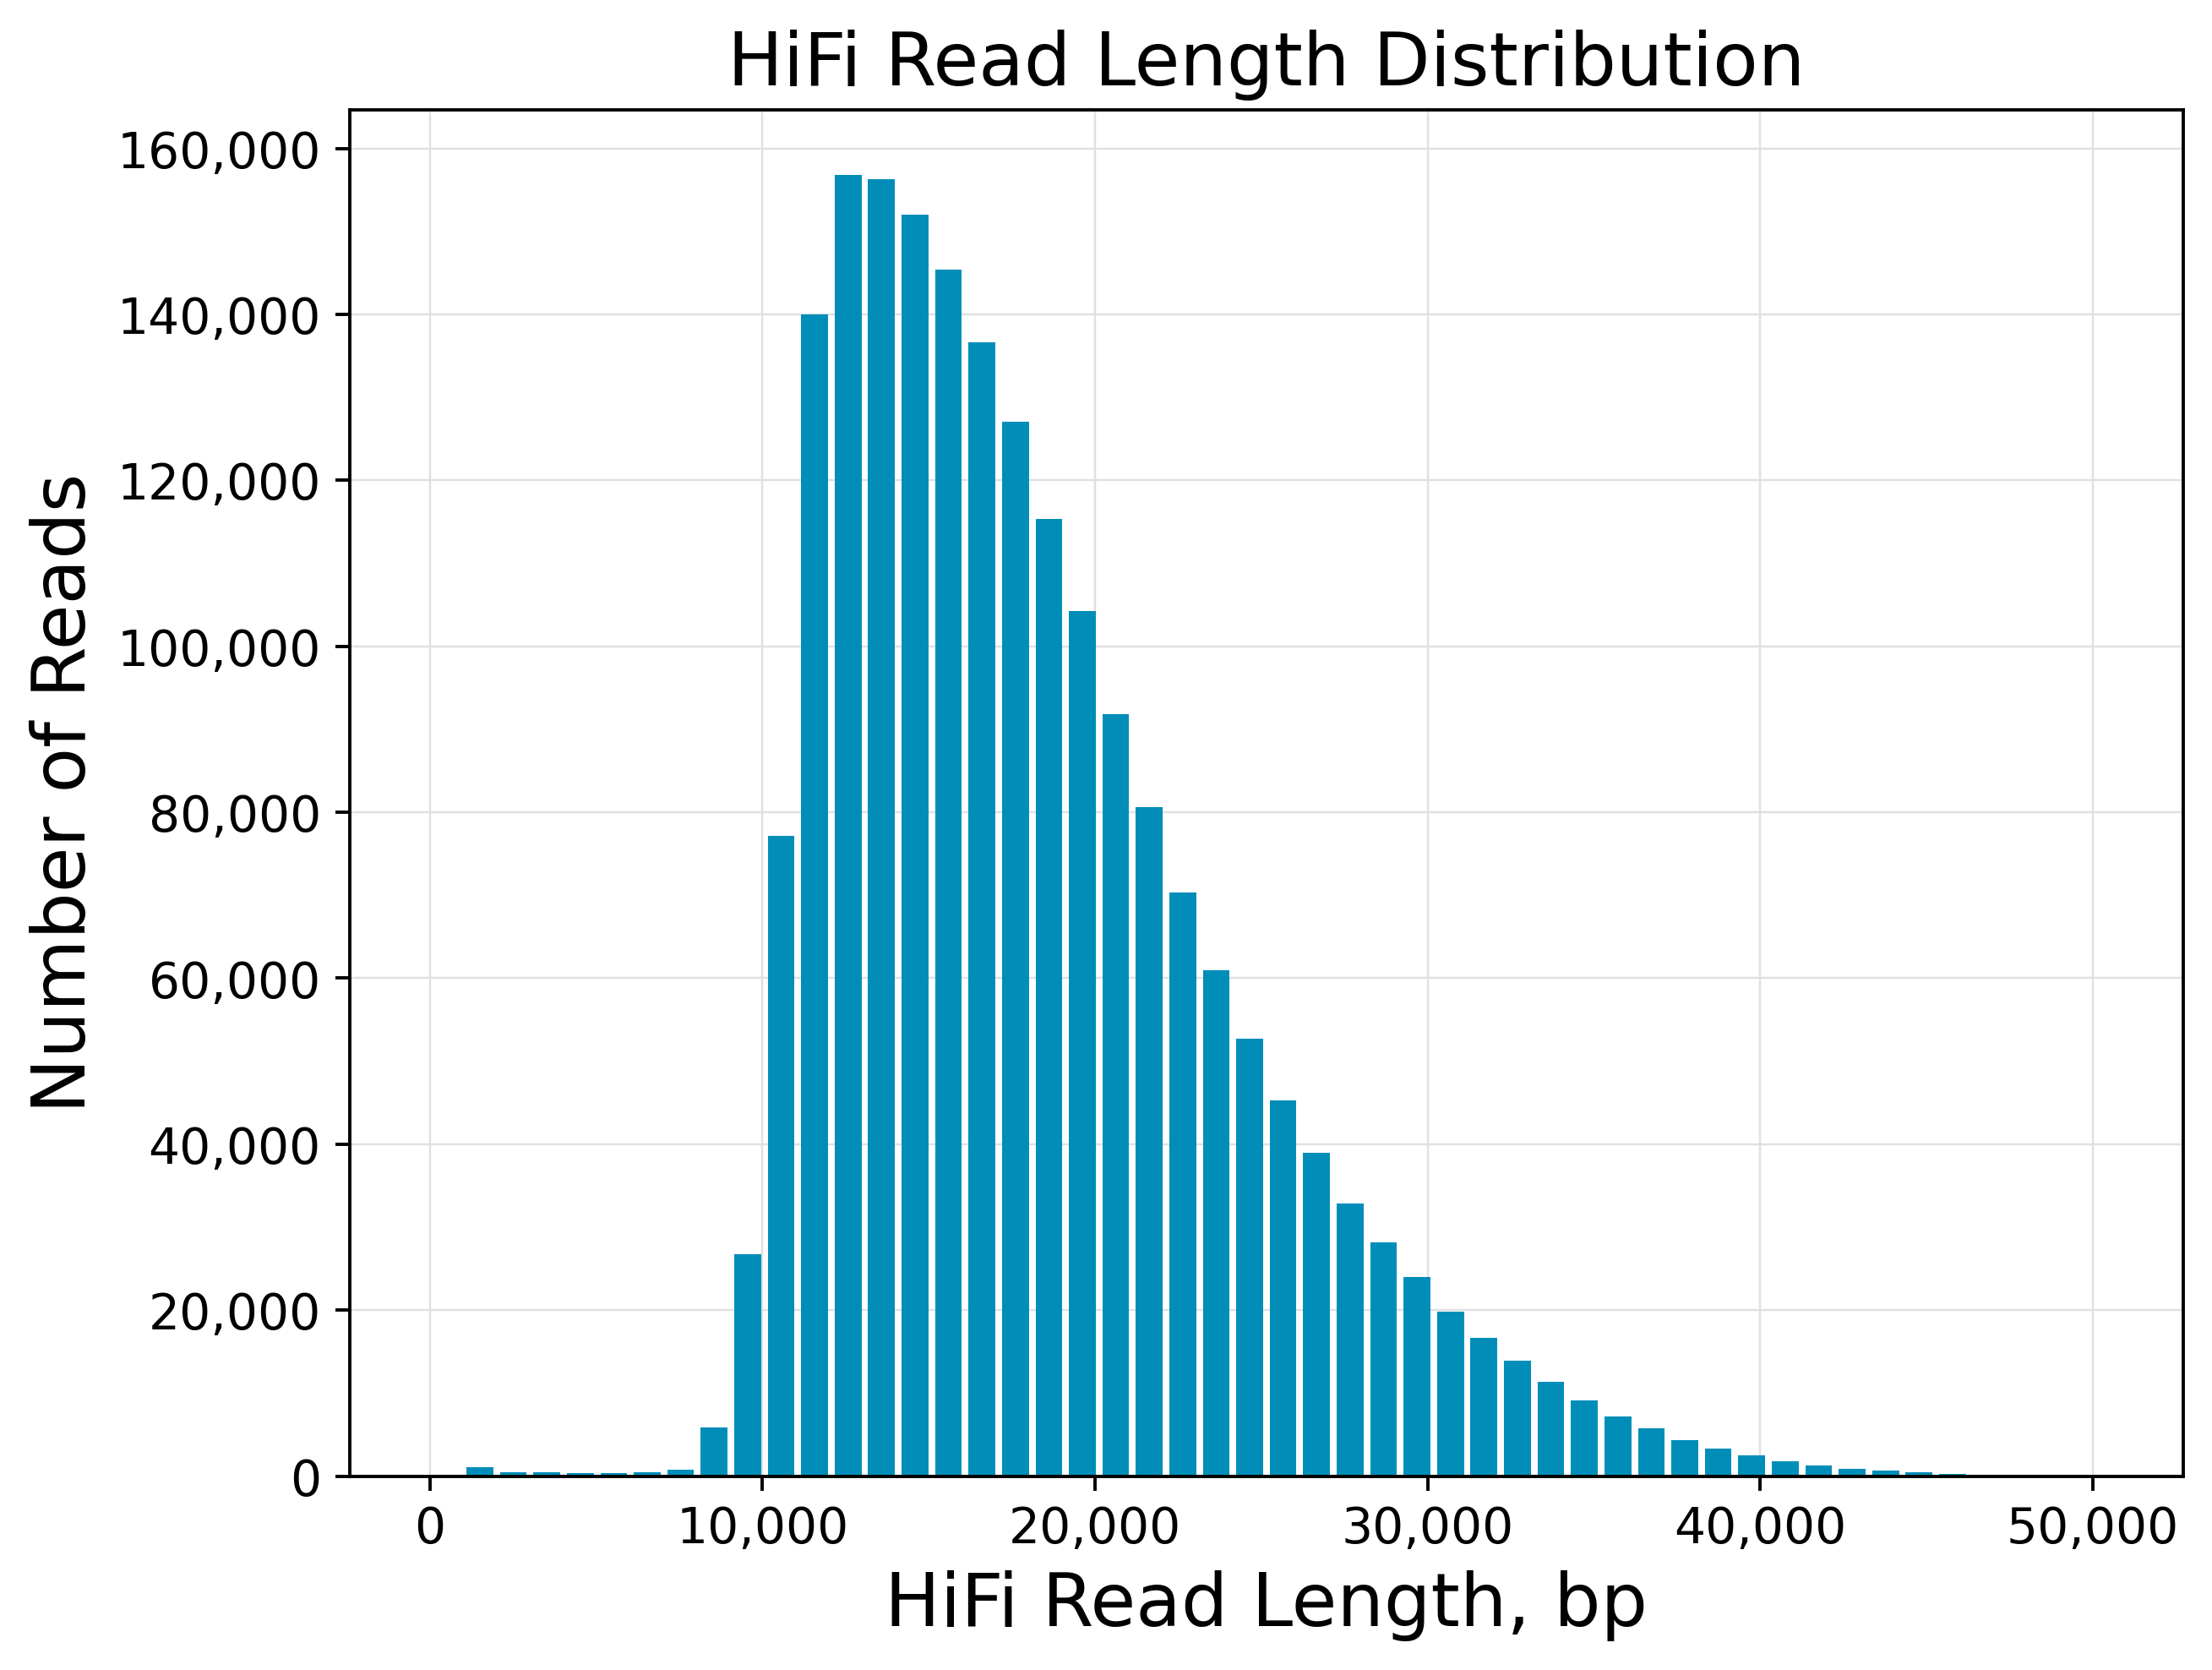 HiFi Read Length Distribution
Number of Reads
160,000
140,000
120,000
100,000
80,000
60,000
40,000
20,000
0
0 10,000 20,000 30,000 40,000 50,000
HiFi Read Length, bp